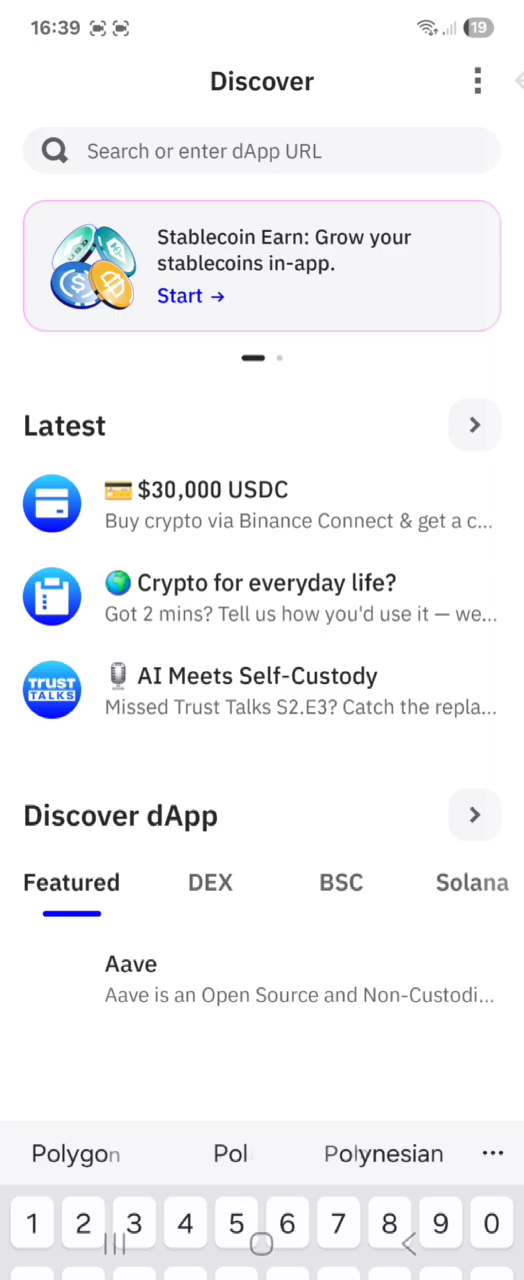 16:39
19
Discover
Search or enter dApp URL
Stablecoin Earn: Grow your
stablecoins in-app.
Start →
Latest
$30,000 USDC
Buy crypto via Binance Connect & get a c...
Crypto for everyday life?
Got 2 mins? Tell us how you'd use it — we...
TRUST
TALKS
AI Meets Self-Custody
Missed Trust Talks S2.E3? Catch the repla...
Discover dApp
Featured DEX BSC Solana
Aave
Aave is an Open Source and Non-Custodi...
Polygon Pol Polynesian ...
1 2 3 4 5 6 7 8 9 0